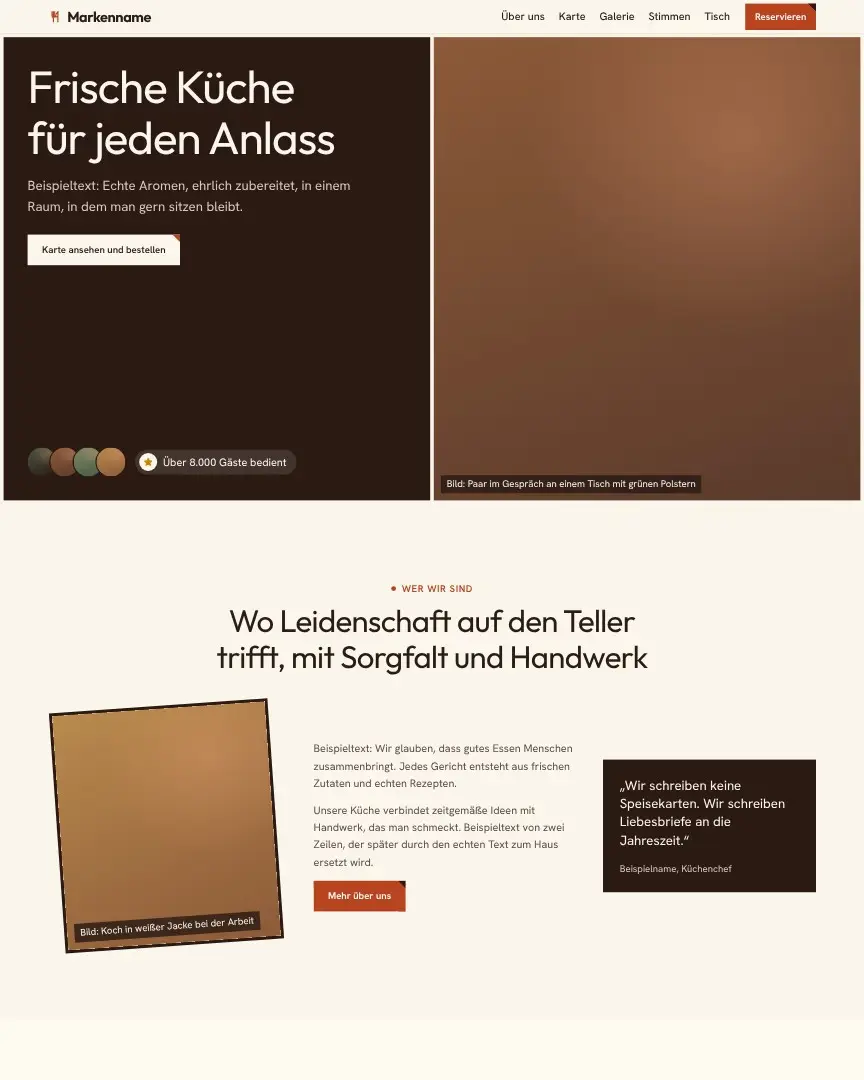 Markenname
Über uns
Karte
Galerie
Stimmen
Tisch
Reservieren
Frische Küche
für jeden Anlass
Beispieltext: Echte Aromen, ehrlich zubereitet, in einem
Raum, in dem man gern sitzen bleibt.
Karte ansehen und bestellen
Über 8.000 Gäste bedient
Bild: Paar im Gespräch an einem Tisch mit grünen Polstern
WER WIR SIND
Wo Leidenschaft auf den Teller
trifft, mit Sorgfalt und Handwerk
Bild: Koch in weißer Jacke bei der Arbeit
Beispieltext: Wir glauben, dass gutes Essen Menschen
zusammenbringt. Jedes Gericht entsteht aus frischen
Zutaten und echten Rezepten.
Unsere Küche verbindet zeitgemäße Ideen mit
Handwerk, das man schmeckt. Beispieltext von zwei
Zeilen, der später durch den echten Text zum Haus
ersetzt wird.
Mehr über uns
„Wir schreiben keine
Speisekarten. Wir schreiben
Liebesbriefe an die
Jahreszeit.“
Beispielname, Küchenchef